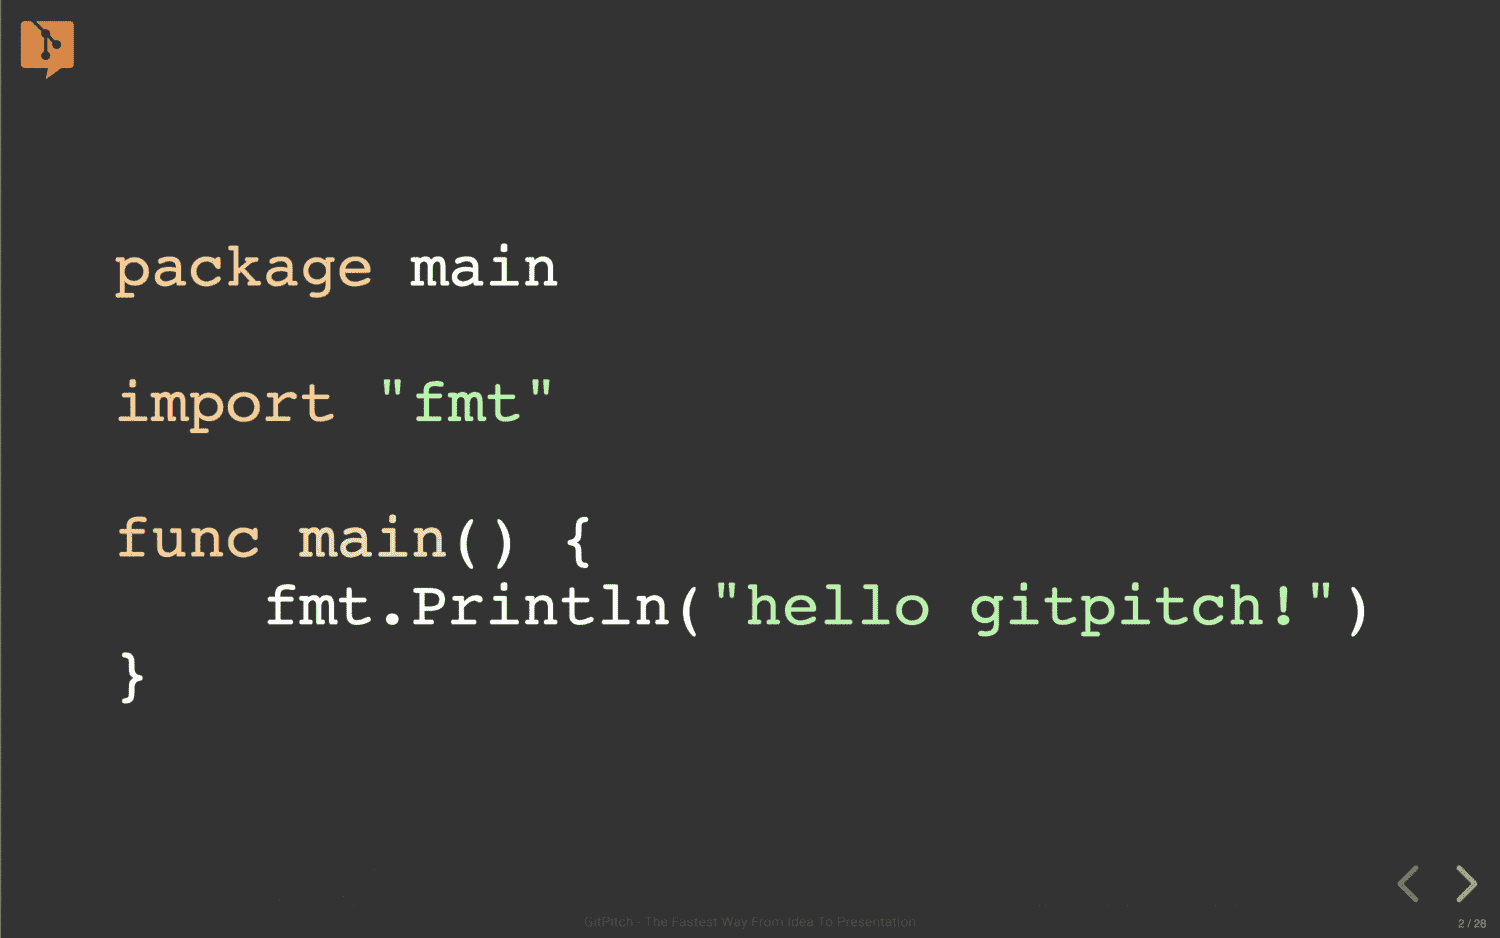 package main
import "fmt"
func main() {
    fmt.Println("hello gitpitch!")
}
GitPitch - The Fastest Way From Idea To Presentation
2 / 28